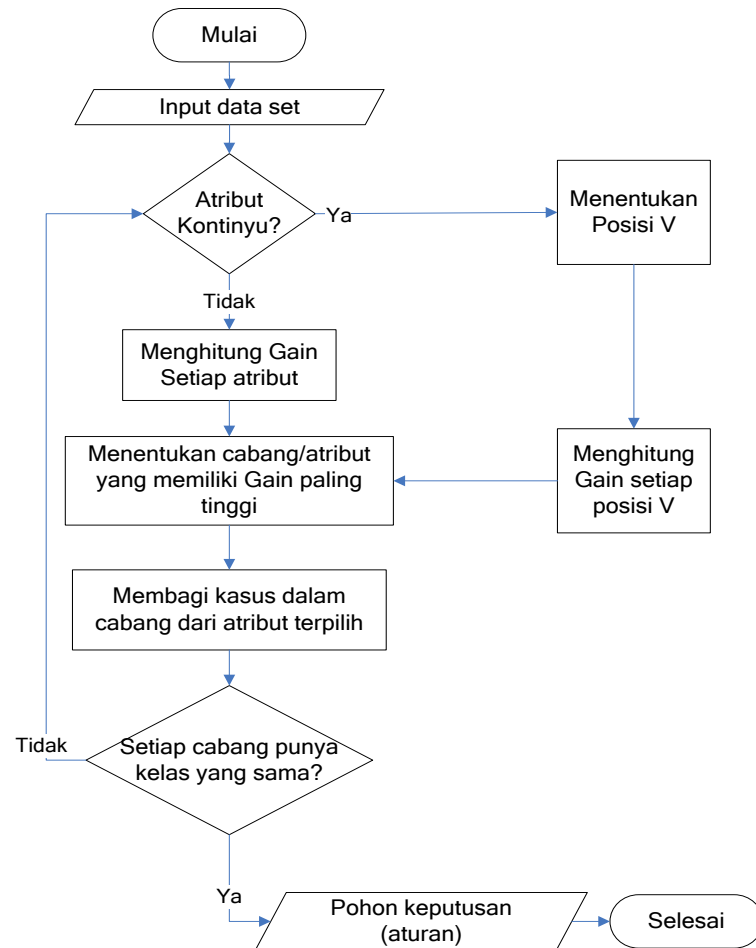 Mulai
Input data set
Atribut
Kontinyu?
Ya
Menentukan
Posisi V
Tidak
Menghitung Gain
Setiap atribut
Menentukan cabang/atribut
yang memiliki Gain paling
tinggi
Menghitung
Gain setiap
posisi V
Membagi kasus dalam
cabang dari atribut terpilih
Tidak
Setiap cabang punya
kelas yang sama?
Ya
Pohon keputusan
(aturan)
Selesai